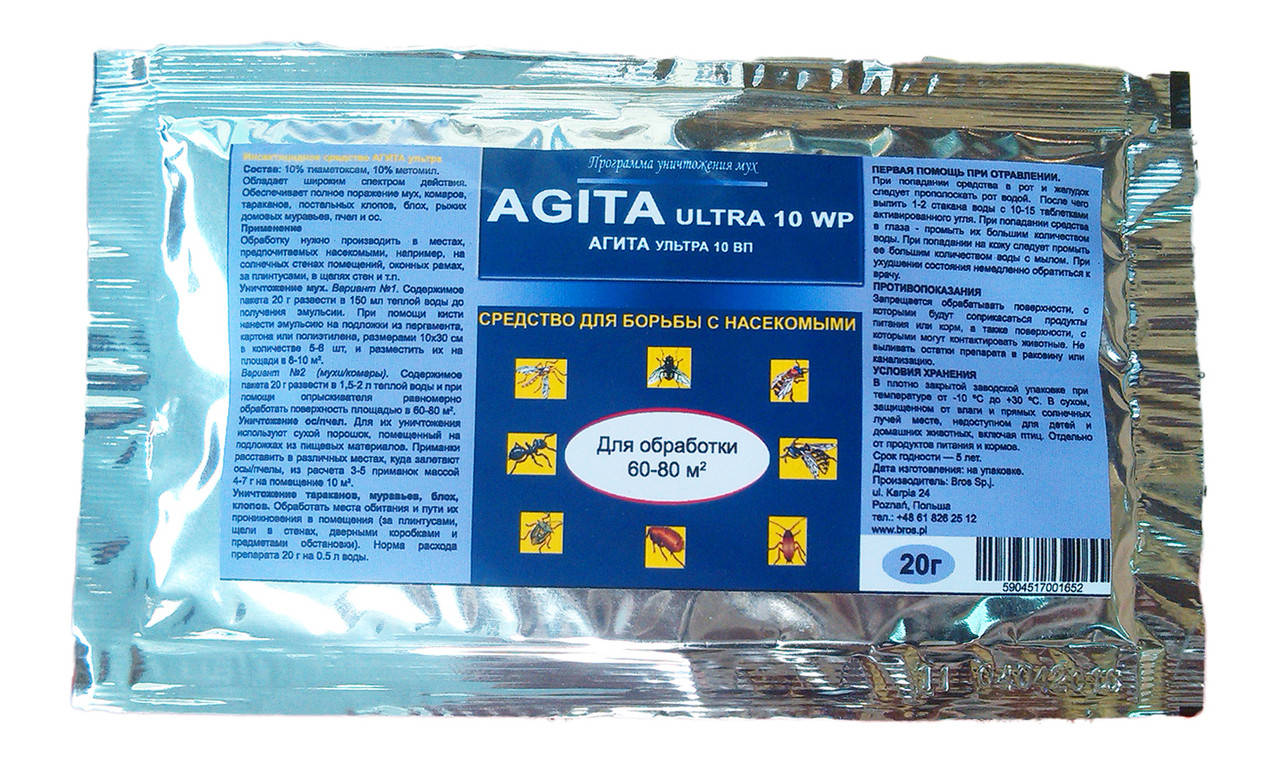 Инсектицидное средство АГИТА ультра
Состав: 10% тиаметоксам, 10% метомил.
Обладает широким спектром действия.
Обеспечивает полное поражение мух, комаров,
тараканов, постельных клопов, блох, рыжих
домовых муравьев, пчел и ос.
Применение
Обработку нужно производить в местах,
предпочитаемых насекомыми, например, на
солнечных стенах помещений, оконных рамах,
за плинтусами, в щелях стен и т.п.
Уничтожение мух. Вариант №1. Содержимое
пакета 20 г развести в 150 мл теплой воды до
получения эмульсии. При помощи кисти
нанести эмульсию на подложки из пергамента,
картона или полиэтилена, размерами 10х30 см
в количестве 5-6 шт, и разместить их на
площади в 8-10 м².
Вариант №2 (мухи/комары). Содержимое
пакета 20 г развести в 1,5-2 л теплой воды и при
помощи опрыскивателя равномерно
обработать поверхность площадью в 60-80 м².
Уничтожение ос/пчел. Для их уничтожения
используют сухой порошок, помещенный на
подложках из пищевых материалов. Приманки
расставить в различных местах, куда залетают
осы/пчелы, из расчета 3-5 приманок массой
4-7 г на помещение 10 м².
Уничтожение тараканов, муравьев, блох,
клопов. Обработать места обитания и пути их
проникновения в помещения (за плинтусами,
щели в стенах, дверными коробками и
предметами обстановки). Норма расхода
препарата 20 г на 0.5 л воды.
Программа уничтожения мух
AGITA ULTRA 10 WP
АГИТА УЛЬТРА 10 ВП
СРЕДСТВО ДЛЯ БОРЬБЫ С НАСЕКОМЫМИ
Для обработки
60-80 м²
ПЕРВАЯ ПОМОЩЬ ПРИ ОТРАВЛЕНИИ.
При попадании средства в рот и желудок
следует прополоскать рот водой. После чего
выпить 1-2 стакана воды с 10-15 таблетками
активированного угля. При попадании средства
в глаза - промыть их большим количеством
воды. При попадании на кожу следует промыть
ее большим количеством воды с мылом. При
ухудшении состояния немедленно обратиться к
врачу.
ПРОТИВОПОКАЗАНИЯ
Запрещается обрабатывать поверхности, с
которыми будут соприкасаться продукты
питания или корм, а также поверхности, с
которыми могут контактировать животные. Не
выливать остатки препарата в раковину или
канализацию.
УСЛОВИЯ ХРАНЕНИЯ
В плотно закрытой заводской упаковке при
температуре от -10 ºС до +30 ºС. В сухом,
защищенном от влаги и прямых солнечных
лучей месте, недоступном для детей и
домашних животных, включая птиц. Отдельно
от продуктов питания и кормов.
Срок годности — 5 лет.
Дата изготовления: на упаковке.
Производитель: Bros Sp.j.
ul. Karpia 24
Poznań, Польша
тел.: +48 61 826 25 12
www.bros.pl
20г
5904517001652